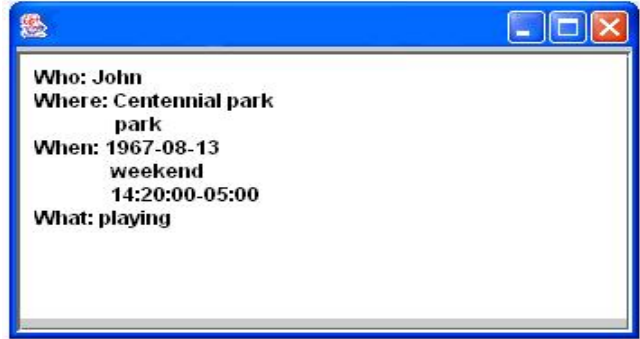 Who: John
Where: Centennial park
park
When: 1967-08-13
weekend
14:20:00-05:00
What: playing